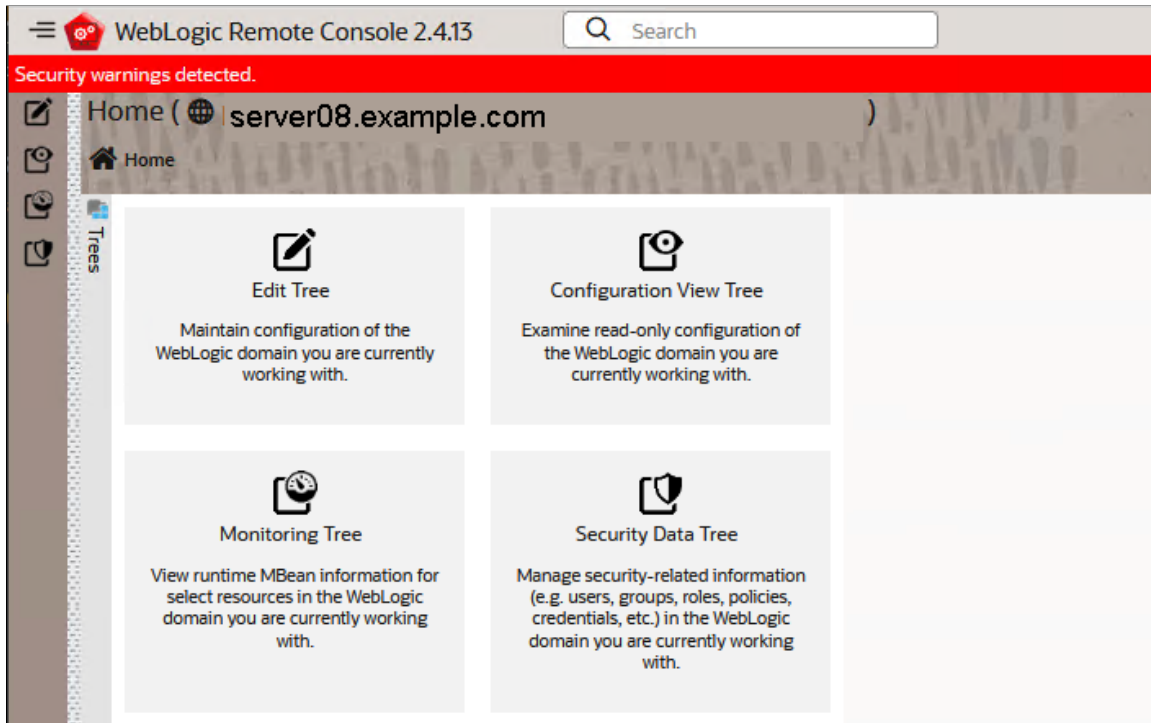 WebLogic Remote Console 2.4.13
Search
Security warnings detected.
Home ( server08.example.com )
Home
Trees
Edit Tree
Maintain configuration of the
WebLogic domain you are currently
working with.
Configuration View Tree
Examine read-only configuration of
the WebLogic domain you are
currently working with.
Monitoring Tree
View runtime MBean information for
select resources in the WebLogic
domain you are currently working
with.
Security Data Tree
Manage security-related information
(e.g. users, groups, roles, policies,
credentials, etc.) in the WebLogic
domain you are currently working
with.